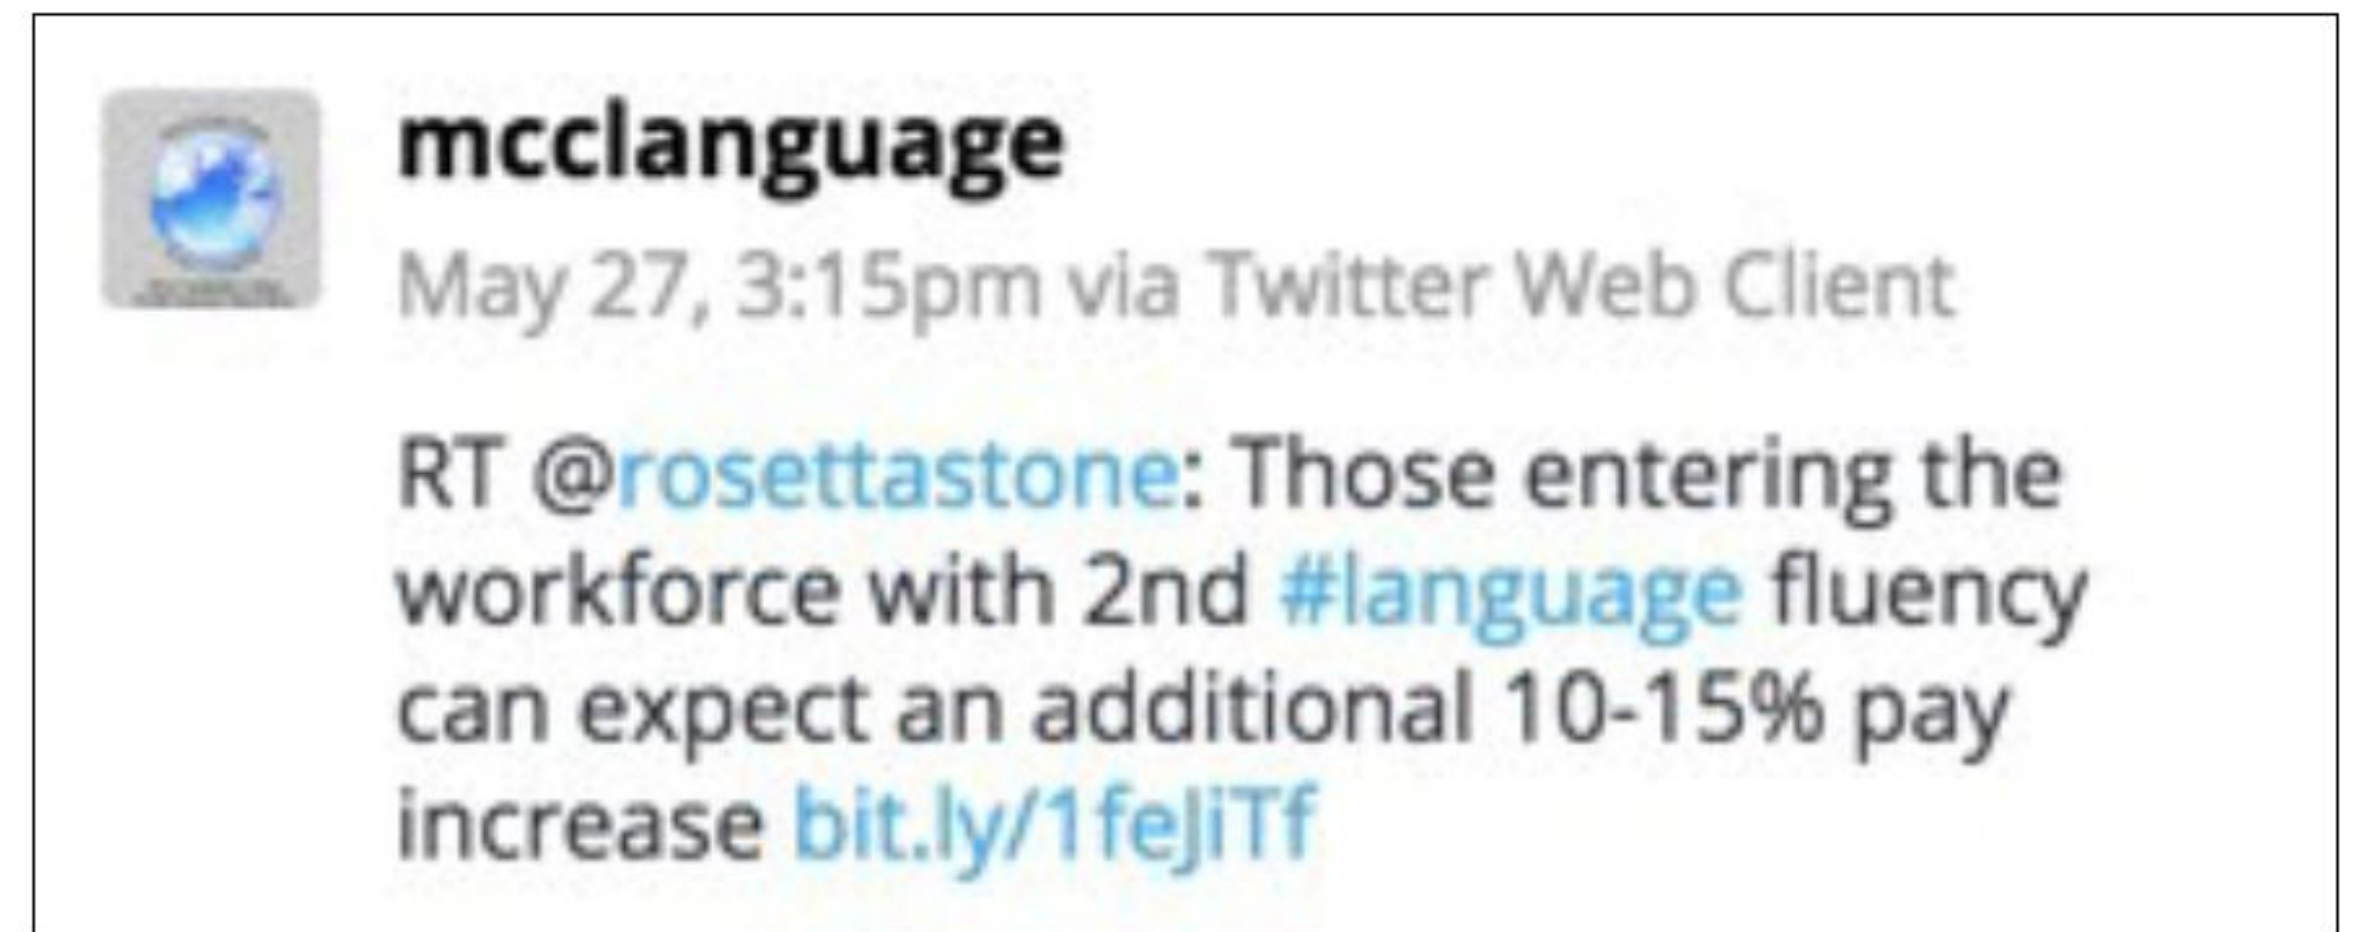 mcclanguage
May 27, 3:15pm via Twitter Web Client
RT @rosettastone: Those entering the
workforce with 2nd #language fluency
can expect an additional 10-15% pay
increase bit.ly/1feJiTf